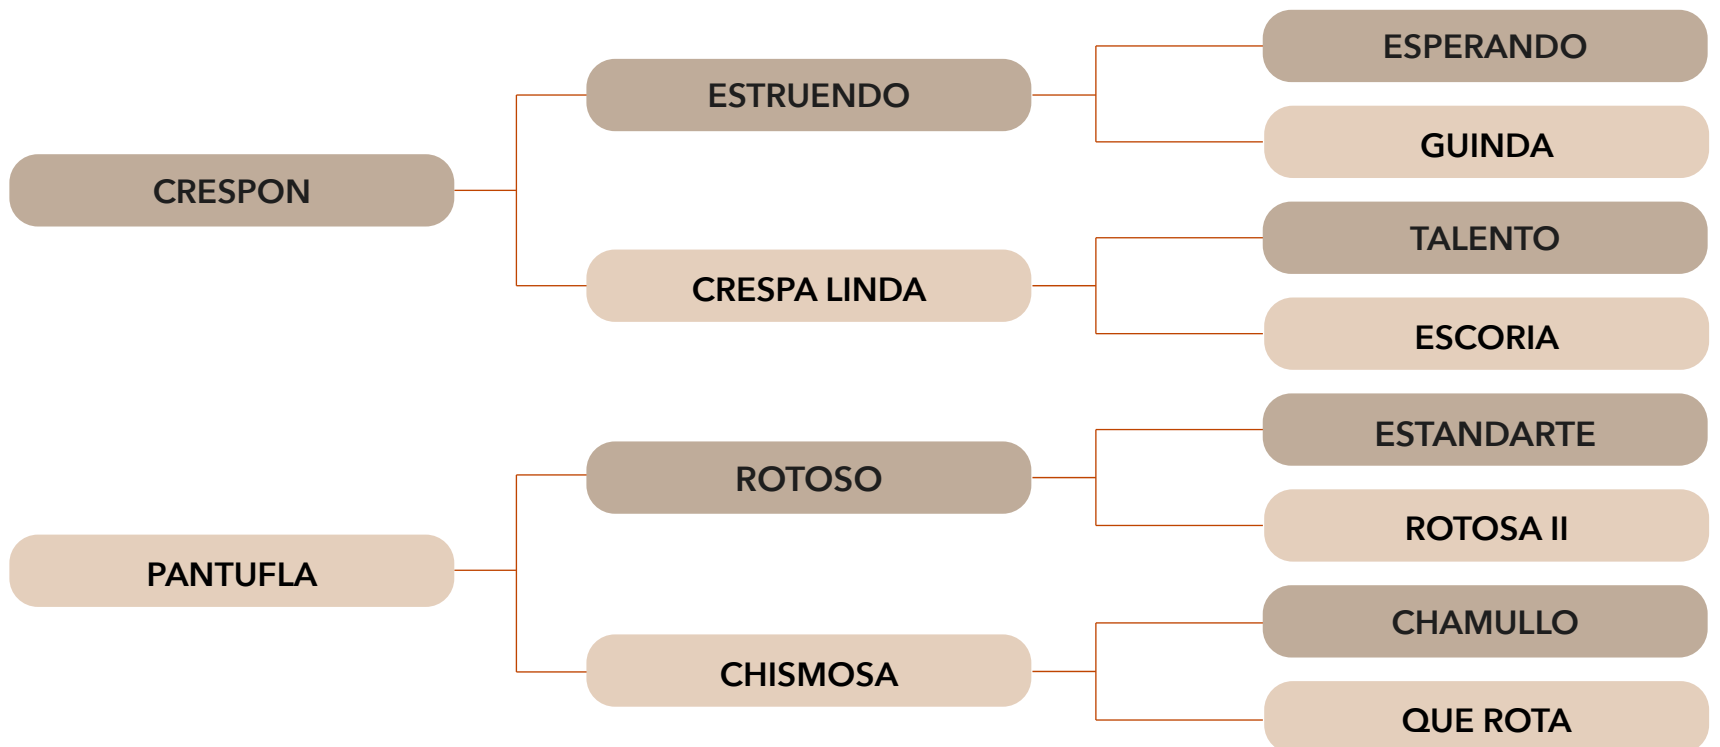 ESPERANDO
ESTRUENDO
GUINDA
CRESPON
TALENTO
CRESPA LINDA
ESCORIA
ESTANDARTE
ROTOSO
ROTOSA II
PANTUFLA
CHAMULLO
CHISMOSA
QUE ROTA